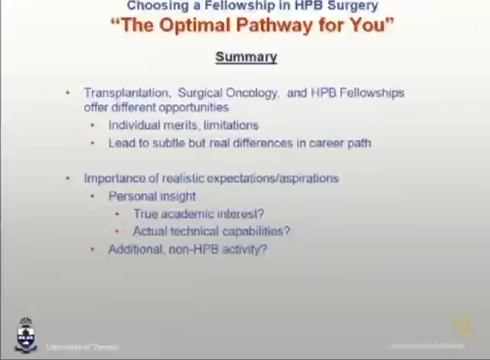 Choosing a Fellowship in HPB Surgery
“The Optimal Pathway for You”
Summary
• Transplantation, Surgical Oncology, and HPB Fellowships
offer different opportunities
• Individual merits, limitations
• Lead to subtle but real differences in career path
• Importance of realistic expectations/aspirations
• Personal insight
• True academic interest?
• Actual technical capabilities?
• Additional, non-HPB activity?
University of Toronto